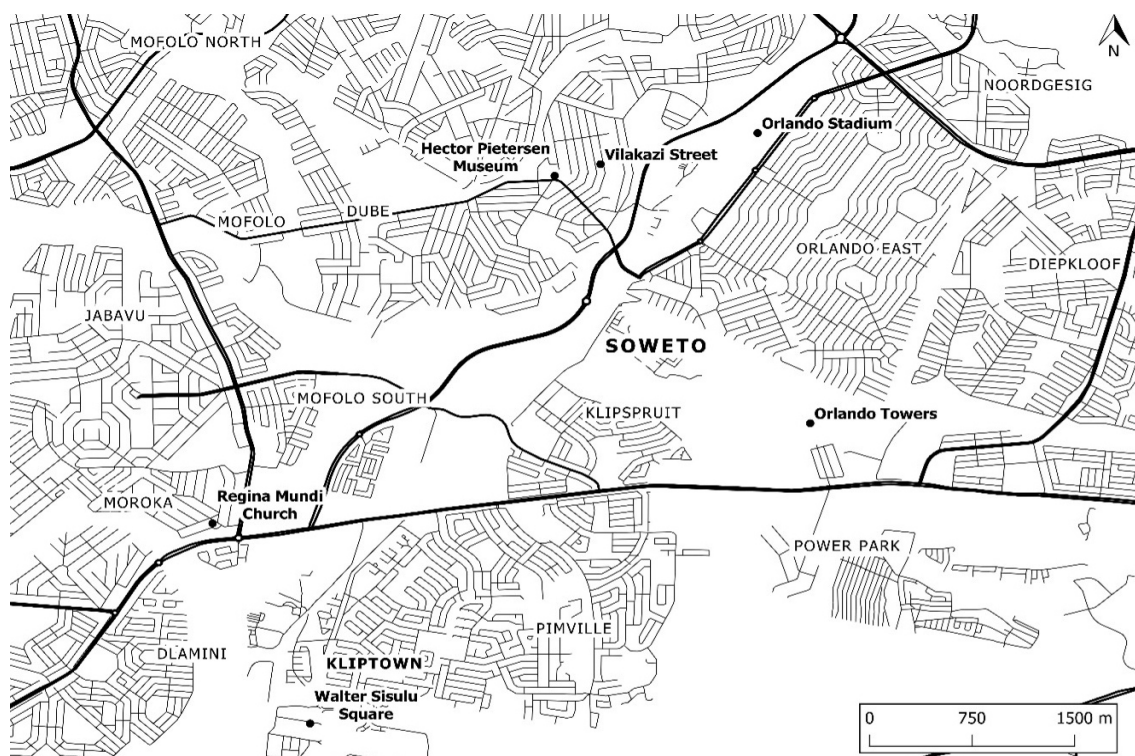 MOFOLO NORTH
N
NOORDGESIG
Orlando Stadium
Hector Pietersen
Museum
Vilakazi Street
MOFOLO
DUBE
ORLANDO EAST
DIEPKLOOF
JABAVU
SOWETO
MOFOLO SOUTH
KLIPSPRUIT
Orlando Towers
MOROKA
Regina Mundi
Church
POWER PARK
PIMVILLE
DLAMINI
KLIPTOWN
Walter Sisulu
Square
0 750 1500 m